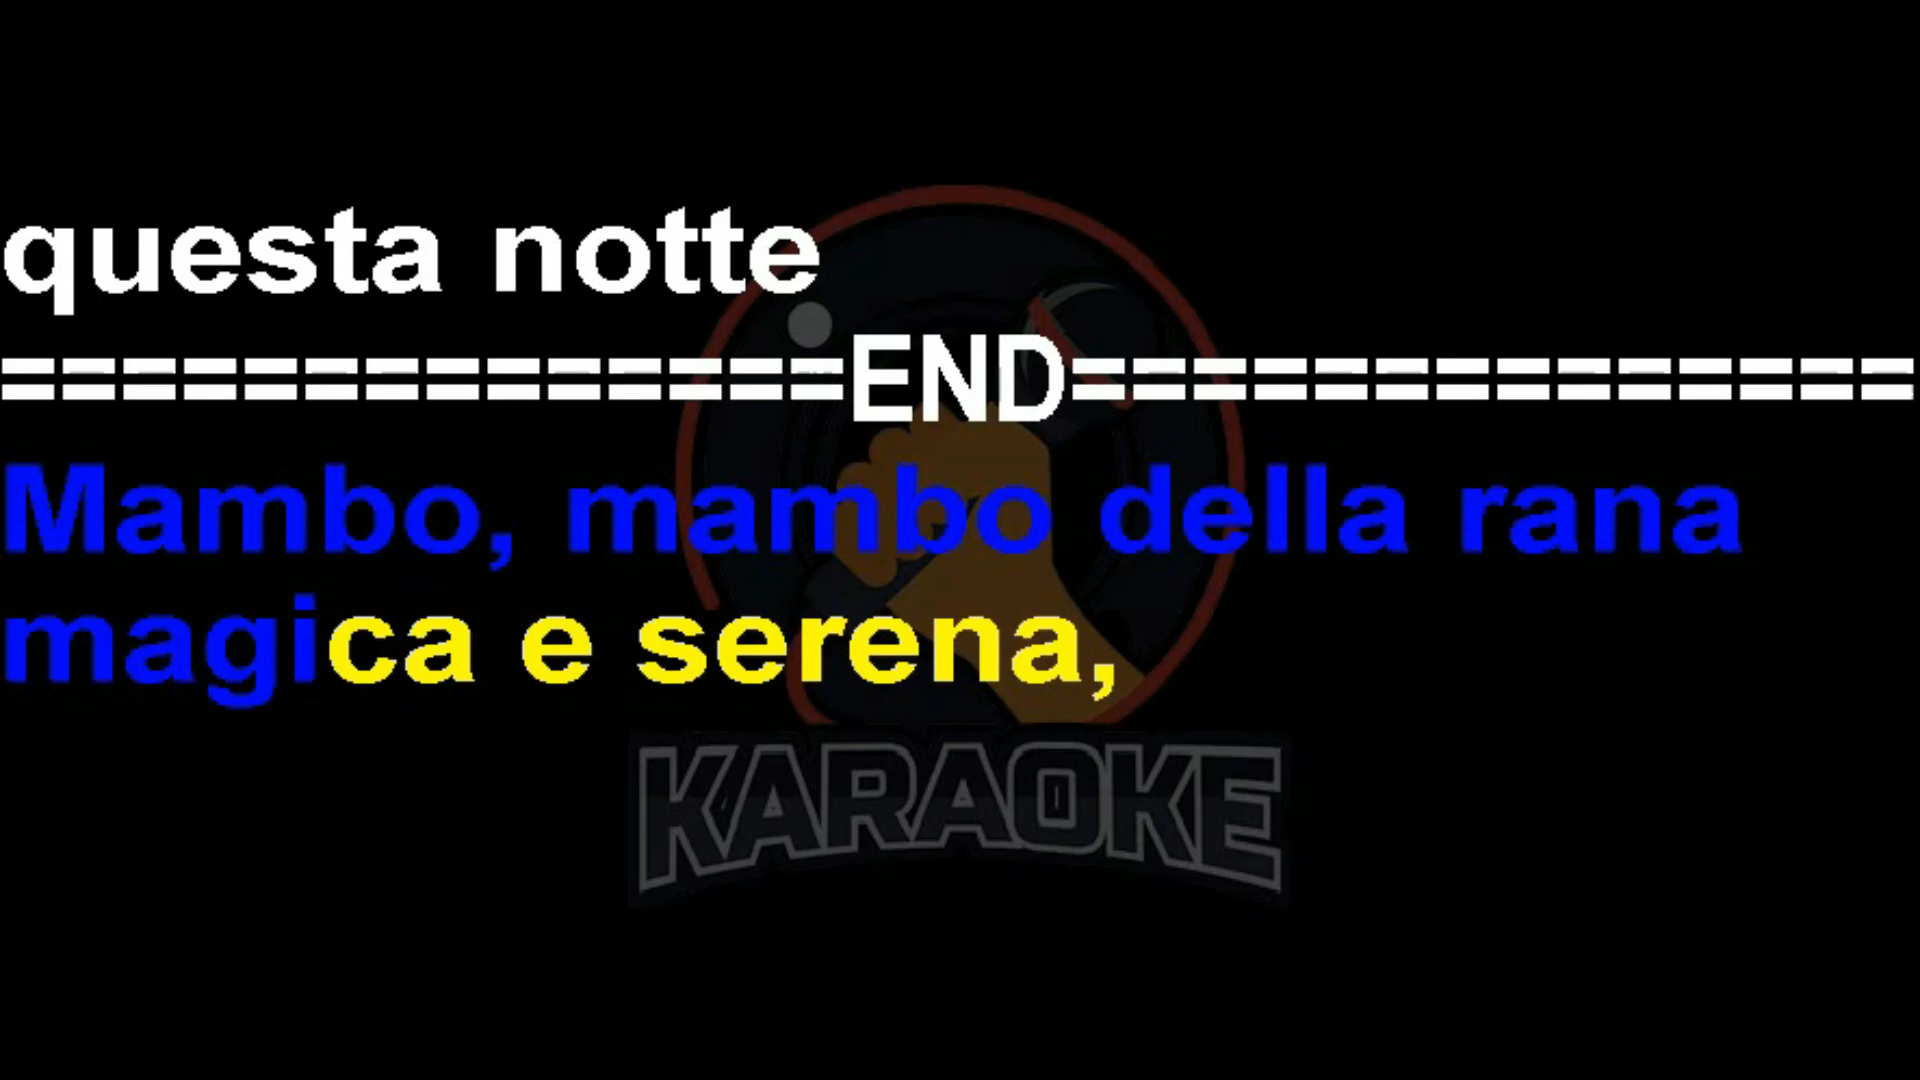 questa notte
==============END==============
Mambo, mambo della rana
magica e serena,
KARAOKE